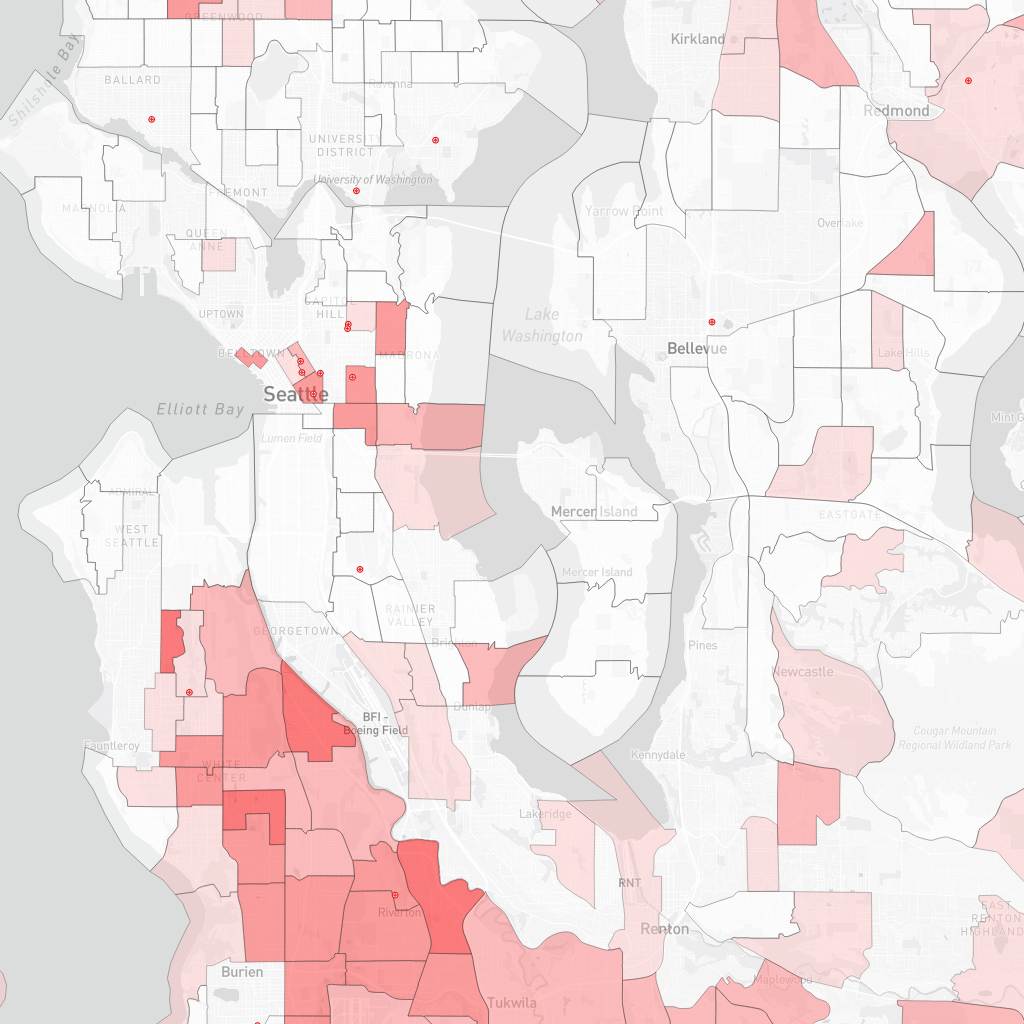 GREENWOOD
Shilshole Bay
BALLARD
Ravenna
Kirkland
Redmond
UNIVERSITY
DISTRICT
University of Washington
FREMONT
MAGNOLIA
QUEEN
ANNE
Yarrow Point
Overlake
CAPITOL
HILL
UPTOWN
Lake
Washington
BELLTOWN
MADRONA
Bellevue
Lake Hills
Seattle
Elliott Bay
Lumen Field
ADMIRAL
WEST
SEATTLE
Mercer Island
EASTGATE
Mercer Island
RAINIER
VALLEY
GEORGETOWN
Brighton
Pines
Newcastle
Dunlap
BFI -
Boeing Field
Fauntleroy
Kennydale
Cougar Mountain
Regional Wildland Park
WHITE
CENTER
Lakeridge
RNT
Riverton
Renton
EAST
RENTON
HIGHLANDS
Burien
Maplewood
Tukwila